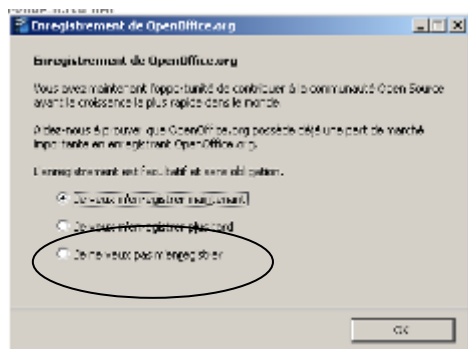 Enregistrement de OpenOffice.org
Enregistrement de OpenOffice.org
Vous avez maintenant l'opportunité de contribuer à la communauté Open Source
avant la croissance la plus rapide dans le monde.
Aidez-nous à prouver que OpenOffice.org possède déjà une part de marché
importante en enregistrant OpenOffice.org.
L'enregistrement est facultatif et sans obligation.
Je veux m'enregistrer maintenant
Je veux m'enregistrer plus tard
Je ne veux pas m'enregistrer
OK